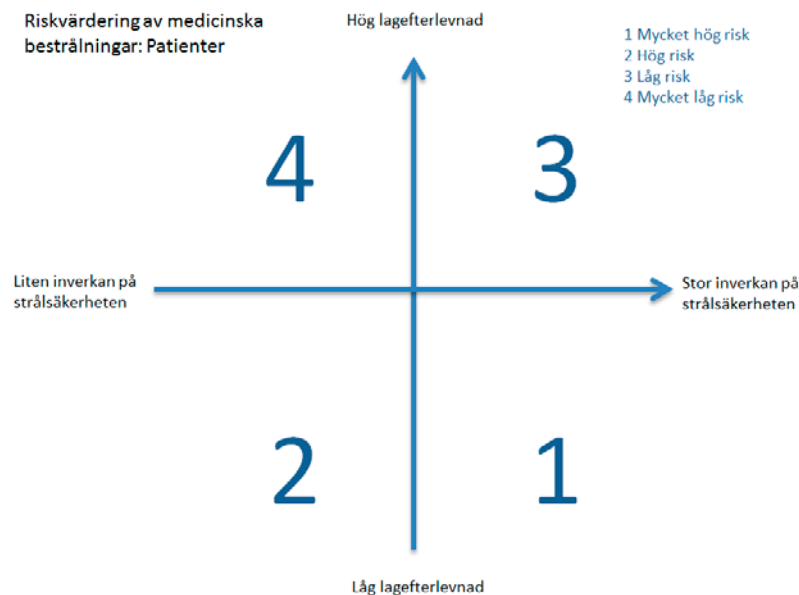 Riskvärdering av medicinska
bestrålningar: Patienter
Hög lagefterlevnad
1 Mycket hög risk
2 Hög risk
3 Låg risk
4 Mycket låg risk
4
3
Liten inverkan på
strålsäkerheten
Stor inverkan på
strålsäkerheten
2
1
Låg lagefterlevnad